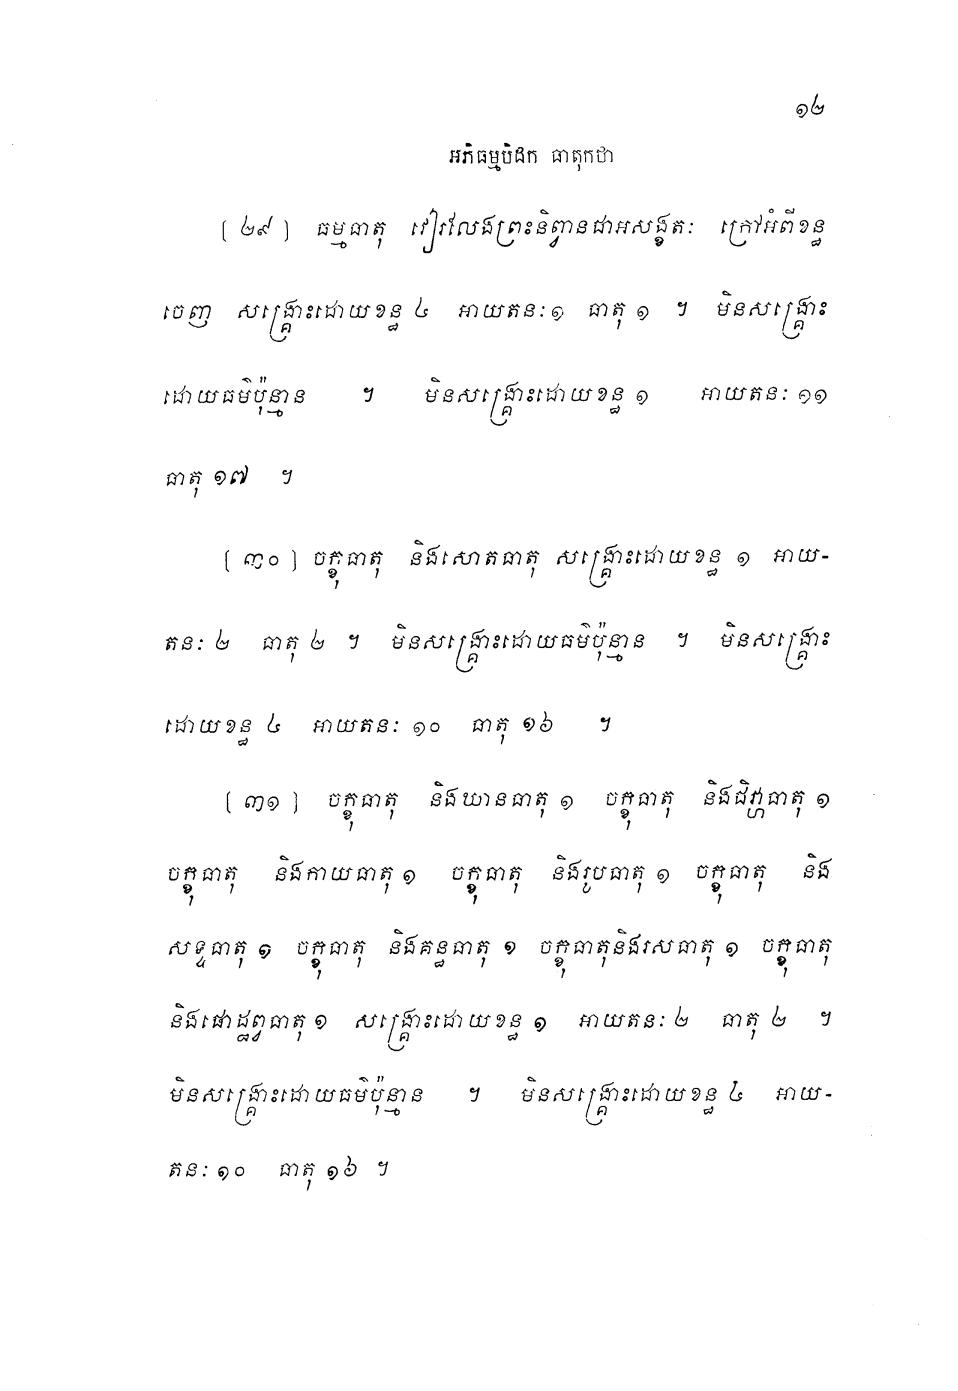 ១២
អភិធម្មបិដក ធាតុកថា
[ ២៩ ] ធម្មធាតុ វៀរលែងព្រះនិព្វានជាអសង្ខតៈ ក្រៅអំពីខន្ធ
ចេញ សង្គ្រោះដោយខន្ធ ៤ អាយតនៈ ១ ធាតុ ១ ។ មិនសង្គ្រោះ
ដោយធម៌ប៉ុន្មាន ។ មិនសង្គ្រោះដោយខន្ធ ១ អាយតនៈ ១១
ធាតុ ១៧ ។
[ ៣០ ] ចក្ខុធាតុ និងសោតធាតុ សង្គ្រោះដោយខន្ធ ១ អាយ-
តនៈ ២ ធាតុ ២ ។ មិនសង្គ្រោះដោយធម៌ប៉ុន្មាន ។ មិនសង្គ្រោះ
ដោយខន្ធ ៤ អាយតនៈ ១០ ធាតុ ១៦ ។
[ ៣១ ] ចក្ខុធាតុ និងឃានធាតុ ១ ចក្ខុធាតុ និងជិវ្ហាធាតុ ១
ចក្ខុធាតុ និងកាយធាតុ ១ ចក្ខុធាតុ និងរូបធាតុ ១ ចក្ខុធាតុ និង
សទ្ទធាតុ ១ ចក្ខុធាតុ និងគន្ធធាតុ ១ ចក្ខុធាតុនិងរសធាតុ ១ ចក្ខុធាតុ
និងផោដ្ឋព្វធាតុ ១ សង្គ្រោះដោយខន្ធ ១ អាយតនៈ ២ ធាតុ ២ ។
មិនសង្គ្រោះដោយធម៌ប៉ុន្មាន ។ មិនសង្គ្រោះដោយខន្ធ ៤ អាយ-
តនៈ ១០ ធាតុ ១៦ ។